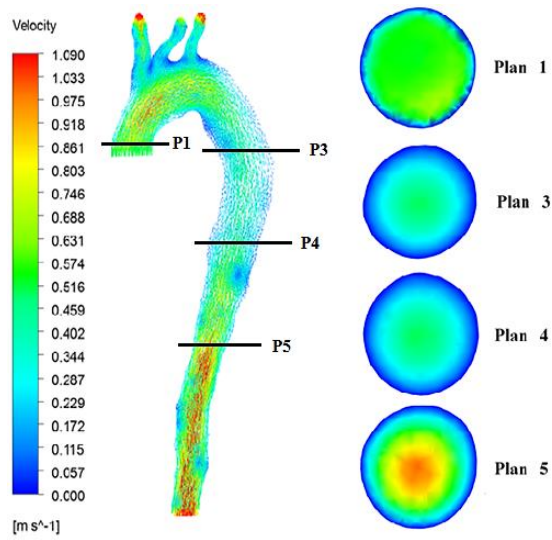 Velocity
1.090
1.033
0.975
0.918
0.861
0.803
0.746
0.688
0.631
0.574
0.516
0.459
0.402
0.344
0.287
0.229
0.172
0.115
0.057
0.000
[m s^-1]
P1
P3
P4
P5
Plan 1
Plan 3
Plan 4
Plan 5